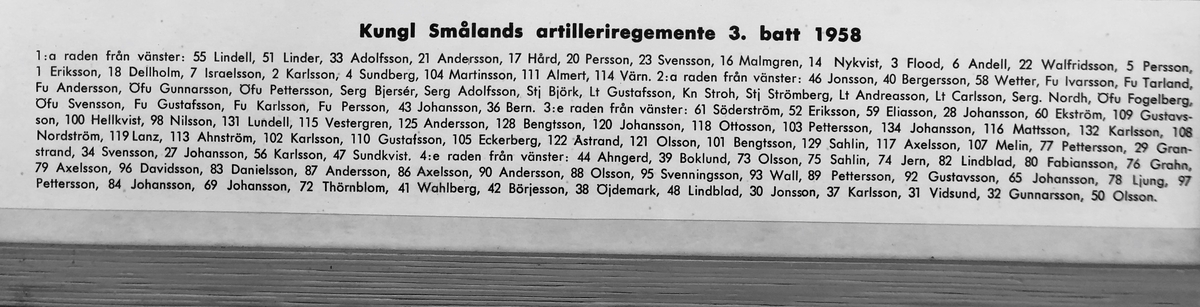 Kungl Smålands artilleriregemente 3. batt 1958
1:a raden från vänster: 55 Lindell, 51 Linder, 33 Adolfsson, 21 Andersson, 17 Hård, 20 Persson, 23 Svensson, 16 Malmgren, 14 Nykvist, 3 Flood, 6 Andell, 22 Walfridsson, 5 Persson,
1 Eriksson, 18 Dellholm, 7 Israelsson, 2 Karlsson, 4 Sundberg, 104 Martinsson, 111 Almert, 114 Värn. 2:a raden från vänster: 46 Jonsson, 40 Bergersson, 58 Wetter, Fu Ivarsson, Fu Tarland,
Fu Andersson, Öfu Gunnarsson, Öfu Pettersson, Serg Bjersér, Serg Adolfsson, Stj Björk, Lt Gustafsson, Kn Stroh, Stj Strömberg, Lt Andreasson, Lt Carlsson, Serg. Nordh, Öfu Fogelberg,
Öfu Svensson, Fu Gustafsson, Fu Karlsson, Fu Persson, 43 Johansson, 36 Bern. 3:e raden från vänster: 61 Söderström, 52 Eriksson, 59 Eliasson, 28 Johansson, 60 Ekström, 109 Gustavs-
son, 100 Hellkvist, 98 Nilsson, 131 Lundell, 115 Vestergren, 125 Andersson, 128 Bengtsson, 120 Johansson, 118 Ottosson, 103 Pettersson, 134 Johansson, 116 Mattsson, 132 Karlsson, 108
Nordström, 119 Lanz, 113 Ahnström, 102 Karlsson, 110 Gustafsson, 105 Eckerberg, 122 Åstrand, 121 Olsson, 101 Bengtsson, 129 Sahlin, 117 Axelsson, 107 Melin, 77 Pettersson, 29 Gran-
strand, 34 Svensson, 27 Johansson, 56 Karlsson, 47 Sundkvist. 4:e raden från vänster: 44 Ahngerd, 39 Boklund, 73 Olsson, 75 Sahlin, 74 Jern, 82 Lindblad, 80 Fabiansson, 76 Grahn,
79 Axelsson, 96 Davidsson, 83 Danielsson, 87 Andersson, 86 Axelsson, 90 Andersson, 88 Olsson, 95 Svenningsson, 93 Wall, 89 Pettersson, 92 Gustavsson, 65 Johansson, 78 Ljung, 97
Pettersson, 84 Johansson, 69 Johansson, 72 Thörnblom, 41 Wahlberg, 42 Börjesson, 38 Öjdemark, 48 Lindblad, 30 Jonsson, 37 Karlsson, 31 Vidsund, 32 Gunnarsson, 50 Olsson.